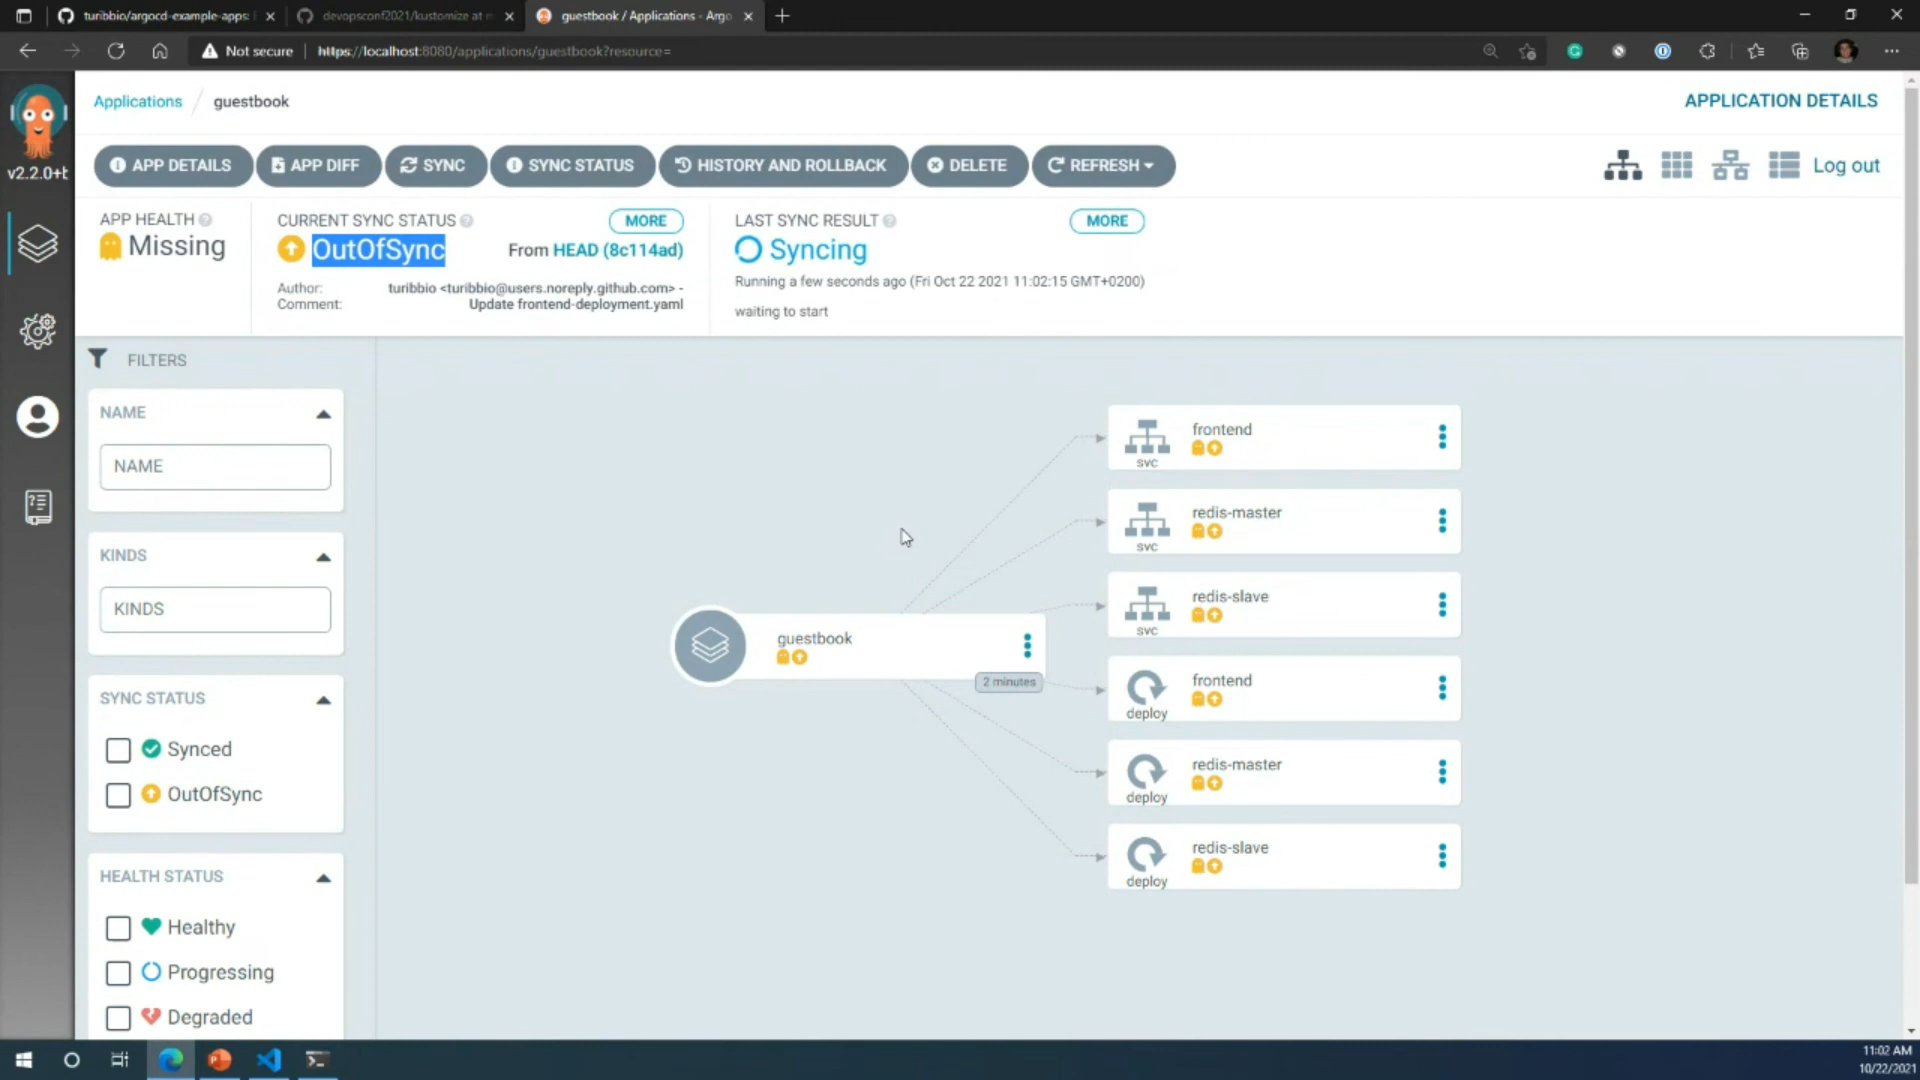 turibbio/argocd-example-apps:
devopsconf2021/kustomize at m
guestbook / Applications - Argo
Not secure
https://localhost:8080/applications/guestbook?resource=
v2.2.0+t
Applications / guestbook
APPLICATION DETAILS
APP DETAILS
APP DIFF
SYNC
SYNC STATUS
HISTORY AND ROLLBACK
DELETE
REFRESH
Log out
APP HEALTH
Missing
CURRENT SYNC STATUS
MORE
OutOfSync
From HEAD (8c114ad)
Author:
turibbio <turibbio@users.noreply.github.com> -
Comment:
Update frontend-deployment.yaml
LAST SYNC RESULT
MORE
Syncing
Running a few seconds ago (Fri Oct 22 2021 11:02:15 GMT+0200)
waiting to start
FILTERS
NAME
NAME
KINDS
KINDS
SYNC STATUS
Synced
OutOfSync
HEALTH STATUS
Healthy
Progressing
Degraded
guestbook
2 minutes
frontend
svc
redis-master
svc
redis-slave
svc
frontend
deploy
redis-master
deploy
redis-slave
deploy
11:02 AM
10/22/2021